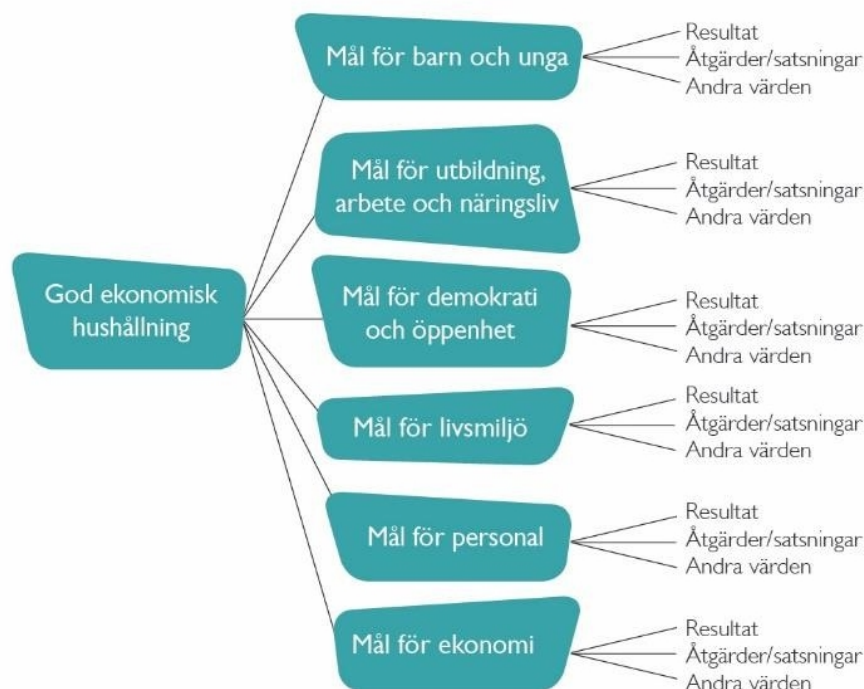 God ekonomisk
hushållning
Mål för barn och unga
Resultat
Åtgärder/satsningar
Andra värden
Mål för utbildning,
arbete och näringsliv
Resultat
Åtgärder/satsningar
Andra värden
Mål för demokrati
och öppenhet
Resultat
Åtgärder/satsningar
Andra värden
Mål för livsmiljö
Resultat
Åtgärder/satsningar
Andra värden
Mål för personal
Resultat
Åtgärder/satsningar
Andra värden
Mål för ekonomi
Resultat
Åtgärder/satsningar
Andra värden